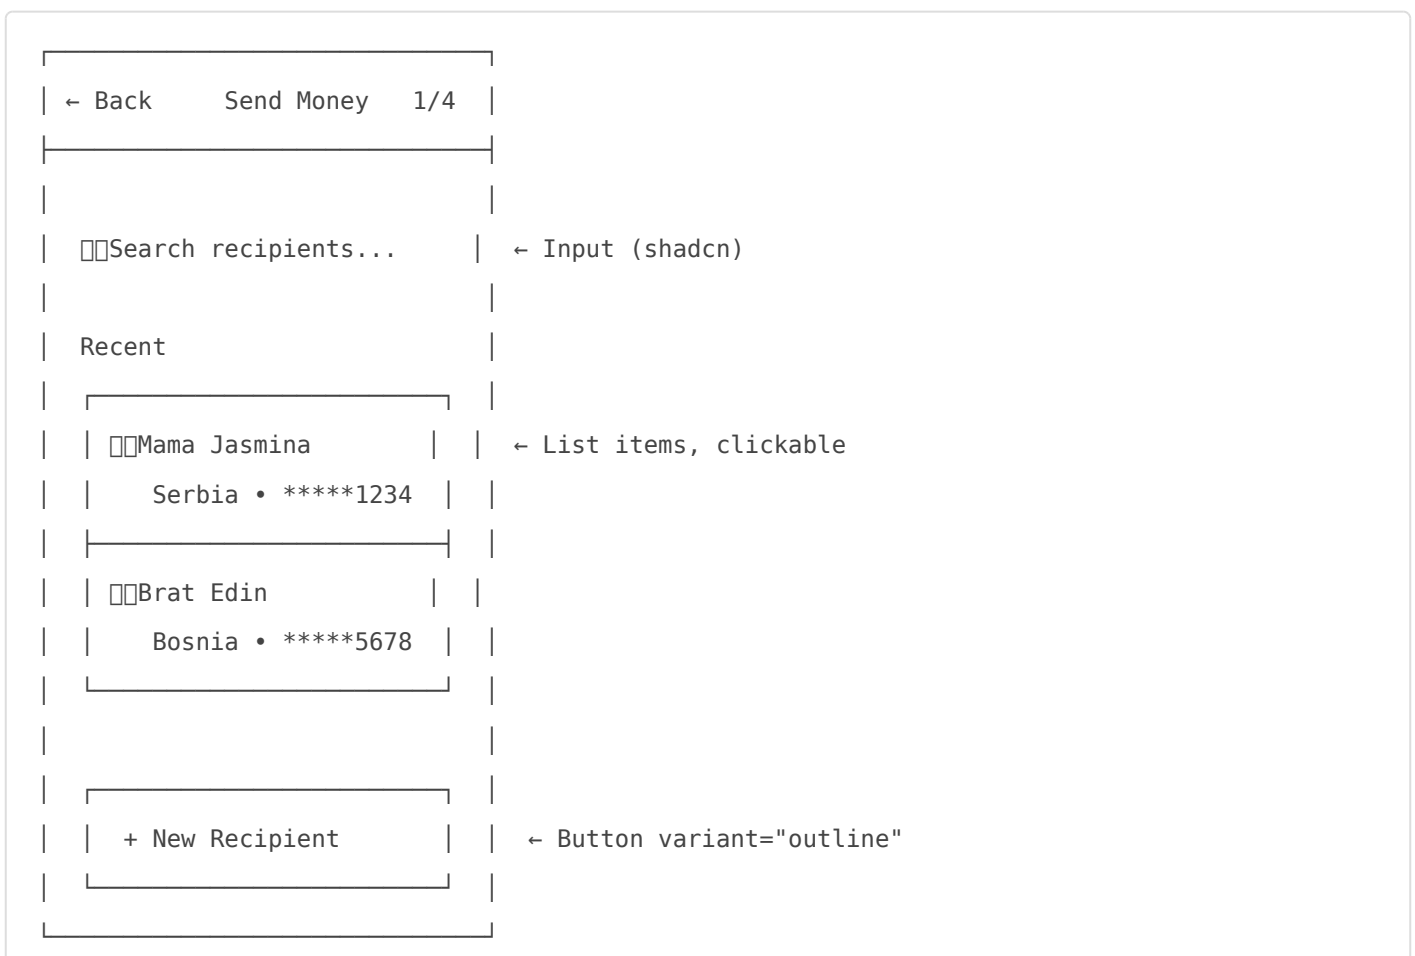 ← Back Send Money 1/4
Search recipients... ← Input (shadcn)
Recent
Mama Jasmina ← List items, clickable
Serbia • *****1234
Brat Edin
Bosnia • *****5678
+ New Recipient ← Button variant="outline"